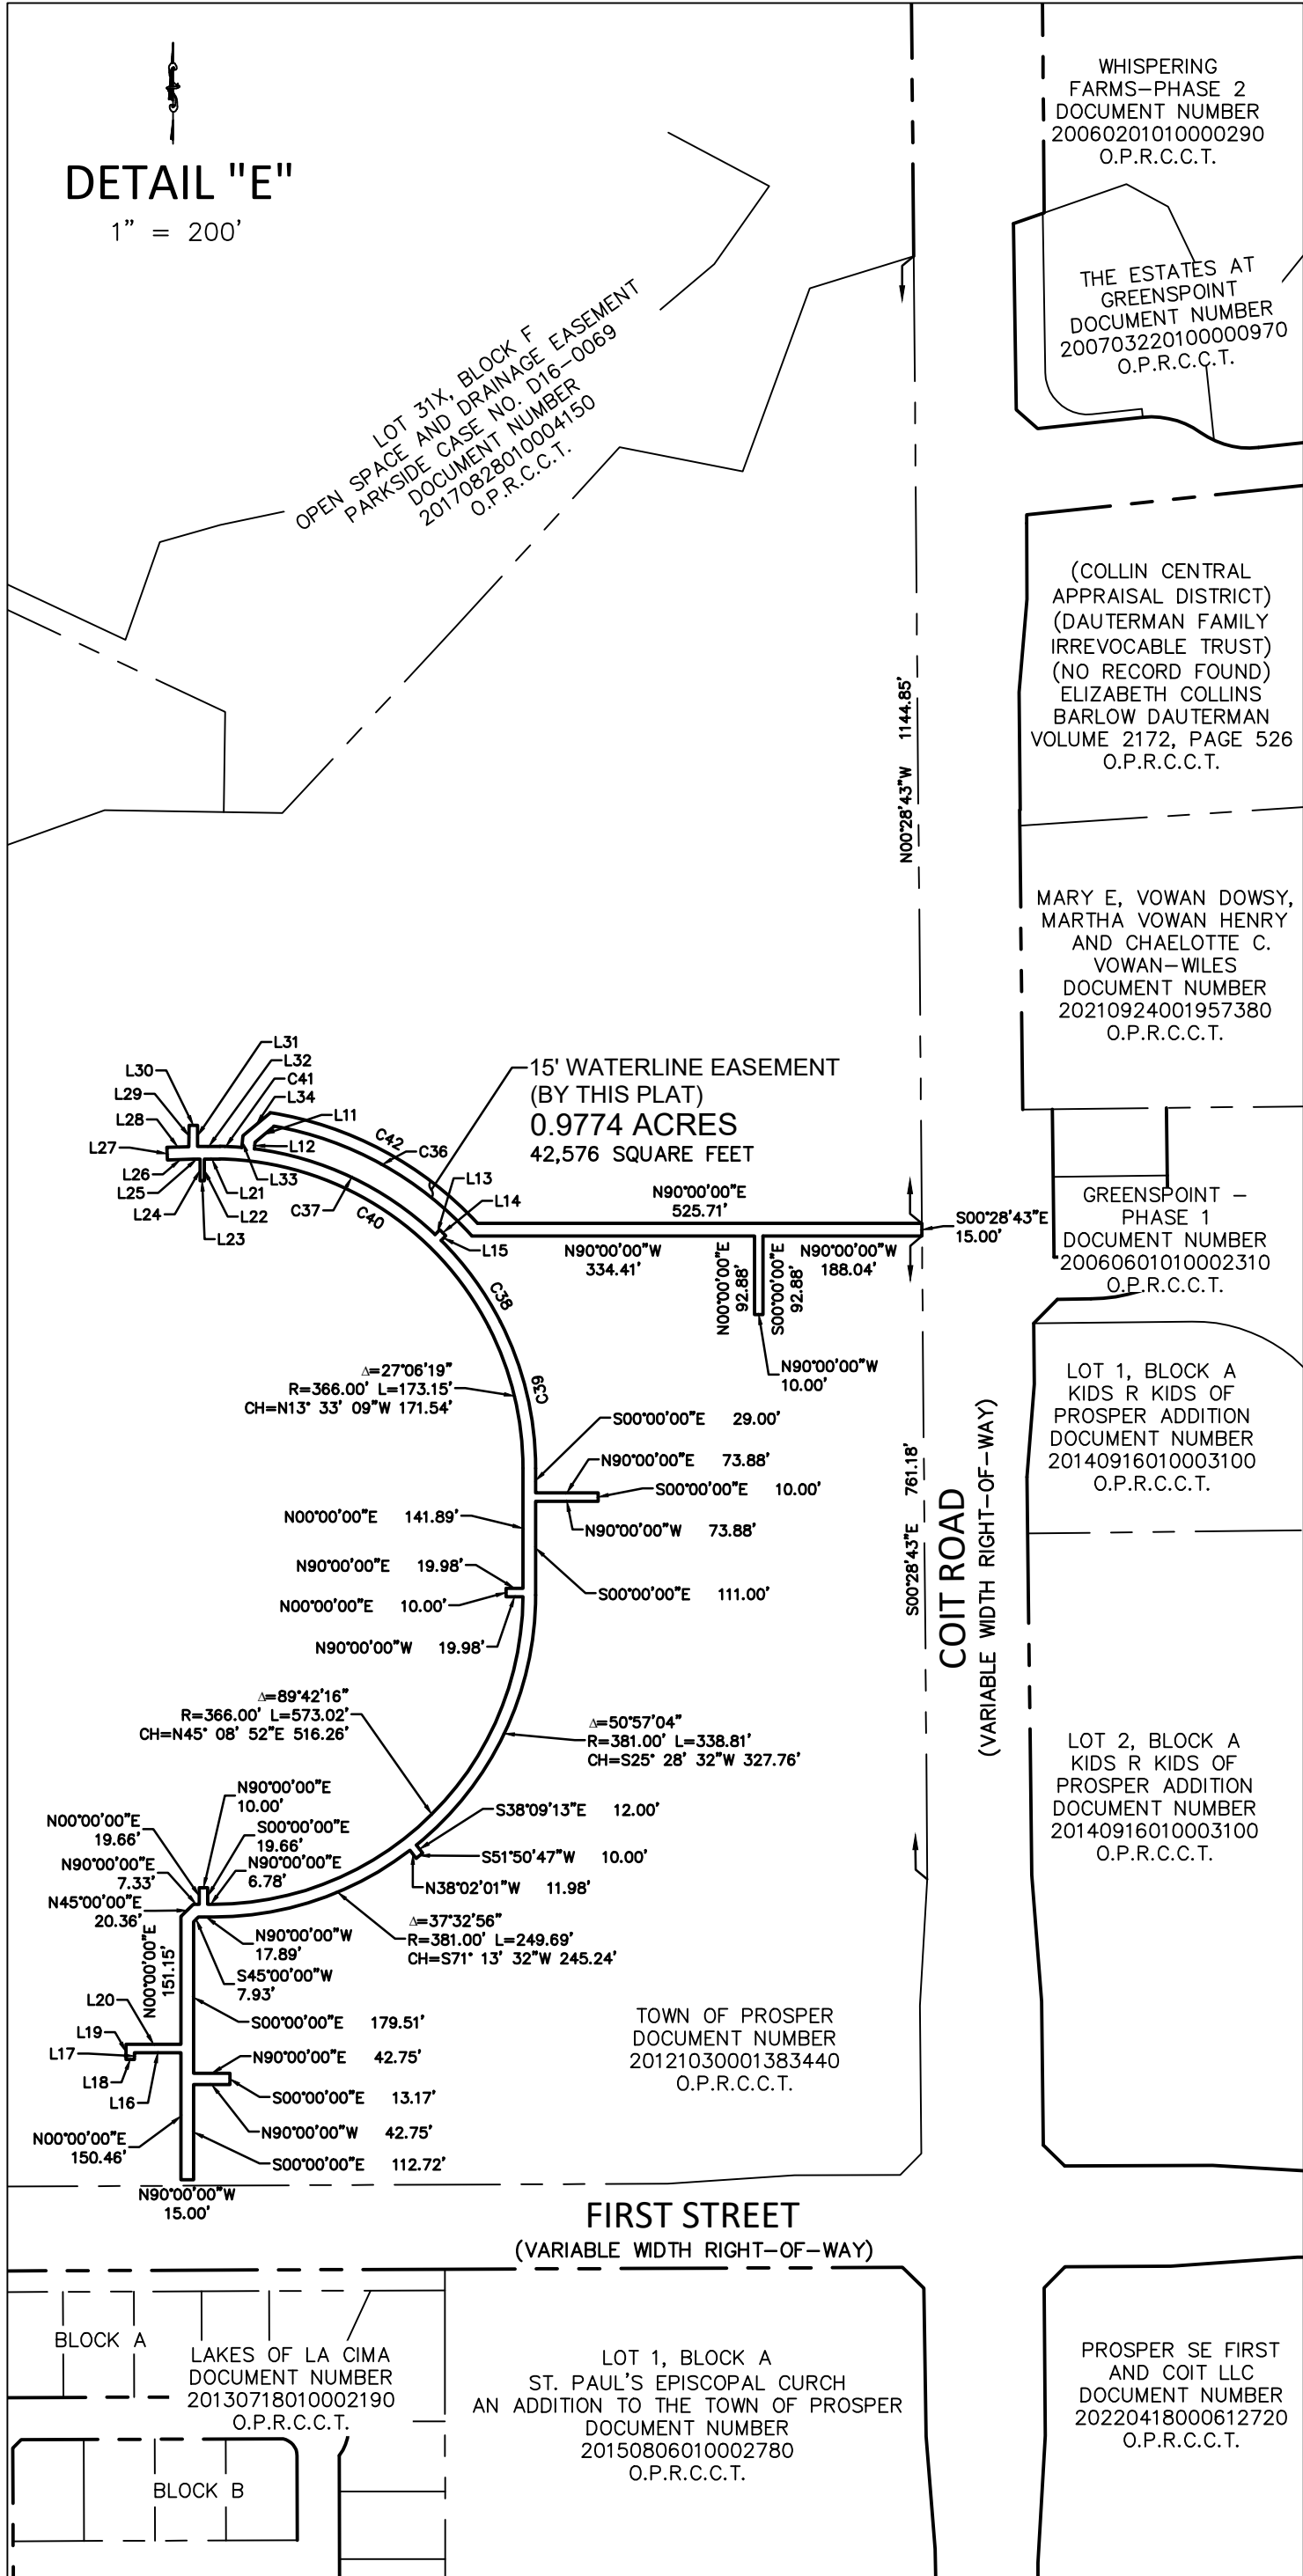 DETAIL "E"
1" = 200'
WHISPERING
FARMS-PHASE 2
DOCUMENT NUMBER
20060201010000290
O.P.R.C.C.T.
THE ESTATES AT
GREENSPOINT
DOCUMENT NUMBER
200703220100000970
O.P.R.C.C.T.
LOT 31X, BLOCK F
OPEN SPACE AND DRAINAGE EASEMENT
PARKSIDE CASE NO. D16-0069
DOCUMENT NUMBER
20170828010004150
O.P.R.C.C.T.
(COLLIN CENTRAL
APPRAISAL DISTRICT)
(DAUTERMAN FAMILY
IRREVOCABLE TRUST)
(NO RECORD FOUND)
ELIZABETH COLLINS
BARLOW DAUTERMAN
VOLUME 2172, PAGE 526
O.P.R.C.C.T.
N00°28'43"W 1144.85'
MARY E, VOWAN DOWSY,
MARTHA VOWAN HENRY
AND CHAELOTTE C.
VOWAN-WILES
DOCUMENT NUMBER
20210924001957380
O.P.R.C.C.T.
L31
L32
C41
L34
L30
L29
L28
L27
L26
L25
L24
L23
L22
L21
L33
L12
L11
C42
C36
C37
C40
L13
L14
L15
15' WATERLINE EASEMENT
(BY THIS PLAT)
0.9774 ACRES
42,576 SQUARE FEET
N90°00'00"E
525.71'
N90°00'00"W
334.41'
N00°00'00"E
92.88'
S00°00'00"E
92.88'
N90°00'00"W
188.04'
S00°28'43"E
15.00'
N90°00'00"W
10.00'
GREENSPOINT -
PHASE 1
DOCUMENT NUMBER
20060601010002310
O.P.R.C.C.T.
C38
C39
Δ=27°06'19"
R=366.00' L=173.15'
CH=N13° 33' 09"W 171.54'
S00°00'00"E 29.00'
N90°00'00"E 73.88'
S00°00'00"E 10.00'
N90°00'00"W 73.88'
N00°00'00"E 141.89'
N90°00'00"E 19.98'
N00°00'00"E 10.00'
N90°00'00"W 19.98'
S00°00'00"E 111.00'
LOT 1, BLOCK A
KIDS R KIDS OF
PROSPER ADDITION
DOCUMENT NUMBER
20140916010003100
O.P.R.C.C.T.
S00°28'43"E 761.18'
COIT ROAD
(VARIABLE WIDTH RIGHT-OF-WAY)
Δ=89°42'16"
R=366.00' L=573.02'
CH=N45° 08' 52"E 516.26'
Δ=50°57'04"
R=381.00' L=338.81'
CH=S25° 28' 32"W 327.76'
LOT 2, BLOCK A
KIDS R KIDS OF
PROSPER ADDITION
DOCUMENT NUMBER
20140916010003100
O.P.R.C.C.T.
N90°00'00"E
10.00'
N00°00'00"E
19.66'
S00°00'00"E
19.66'
N90°00'00"E
7.33'
N90°00'00"E
6.78'
N45°00'00"E
20.36'
S38°09'13"E 12.00'
S51°50'47"W 10.00'
N38°02'01"W 11.98'
Δ=37°32'56"
R=381.00' L=249.69'
CH=S71° 13' 32"W 245.24'
N90°00'00"W
17.89'
S45°00'00"W
7.93'
N00°00'00"E
151.15'
S00°00'00"E 179.51'
L20
L19
L17
L18
L16
N90°00'00"E 42.75'
S00°00'00"E 13.17'
N90°00'00"W 42.75'
N00°00'00"E
150.46'
S00°00'00"E 112.72'
N90°00'00"W
15.00'
TOWN OF PROSPER
DOCUMENT NUMBER
20121030001383440
O.P.R.C.C.T.
FIRST STREET
(VARIABLE WIDTH RIGHT-OF-WAY)
BLOCK A
LAKES OF LA CIMA
DOCUMENT NUMBER
20130718010002190
O.P.R.C.C.T.
BLOCK B
LOT 1, BLOCK A
ST. PAUL'S EPISCOPAL CURCH
AN ADDITION TO THE TOWN OF PROSPER
DOCUMENT NUMBER
20150806010002780
O.P.R.C.C.T.
PROSPER SE FIRST
AND COIT LLC
DOCUMENT NUMBER
20220418000612720
O.P.R.C.C.T.